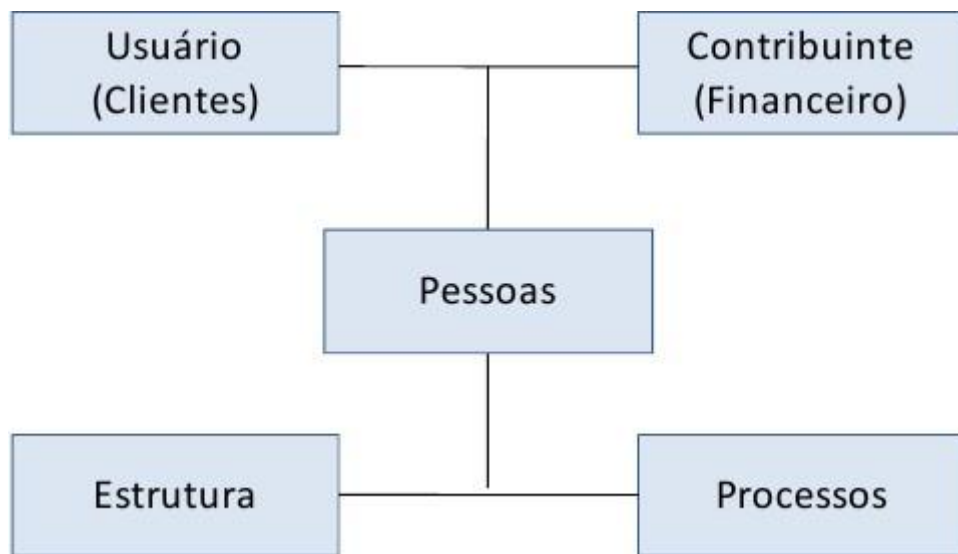 Usuário
(Clientes)
Contribuinte
(Financeiro)
Pessoas
Estrutura
Processos